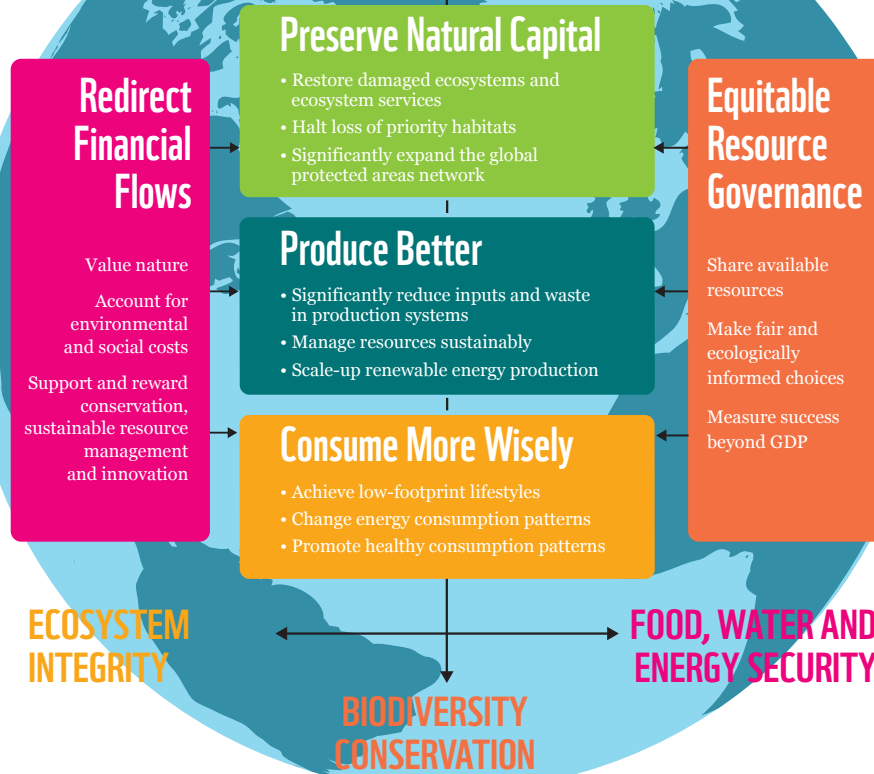 Preserve Natural Capital
• Restore damaged ecosystems and
ecosystem services
• Halt loss of priority habitats
• Significantly expand the global
protected areas network
Redirect
Financial
Flows
Value nature
Account for
environmental
and social costs
Support and reward
conservation,
sustainable resource
management
and innovation
Produce Better
• Significantly reduce inputs and waste
in production systems
• Manage resources sustainably
• Scale-up renewable energy production
Consume More Wisely
• Achieve low-footprint lifestyles
• Change energy consumption patterns
• Promote healthy consumption patterns
Equitable
Resource
Governance
Share available
resources
Make fair and
ecologically
informed choices
Measure success
beyond GDP
ECOSYSTEM
INTEGRITY
BIODIVERSITY
CONSERVATION
FOOD, WATER AND
ENERGY SECURITY